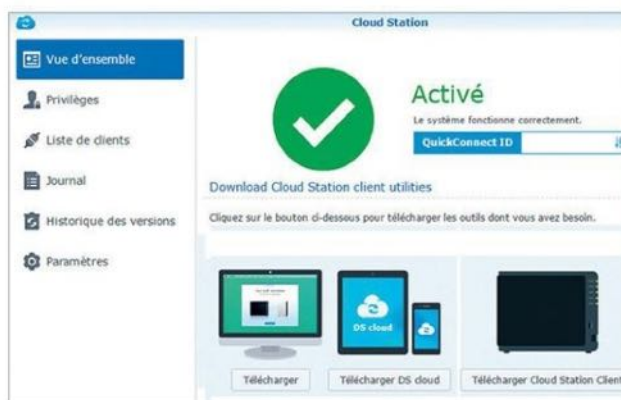 Cloud Station
Vue d'ensemble
Privilèges
Liste de clients
Journal
Historique des versions
Paramètres
Activé
Le système fonctionne correctement.
QuickConnect ID
Download Cloud Station client utilities
Cliquez sur le bouton ci-dessous pour télécharger les outils dont vous avez besoin.
DS cloud
Télécharger
Télécharger DS cloud
Télécharger Cloud Station Client